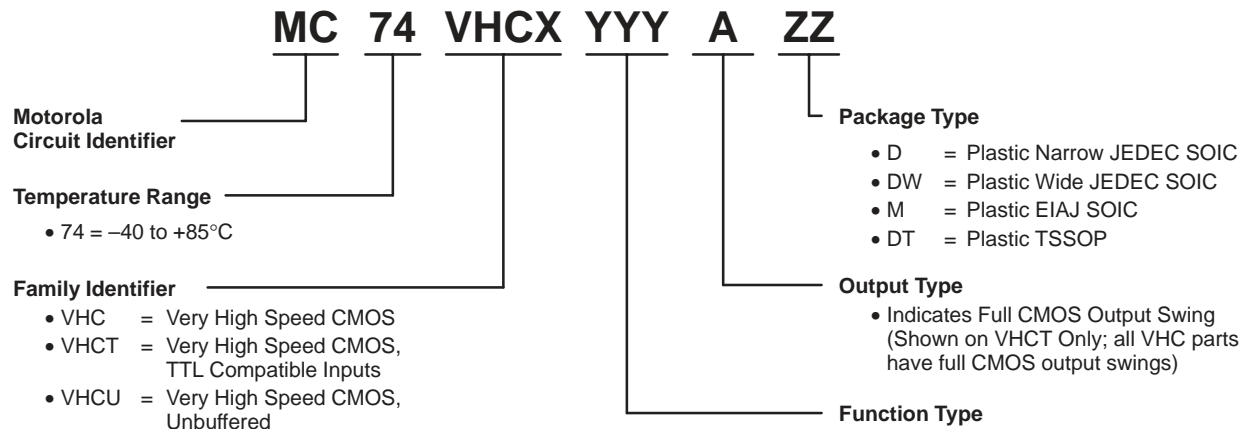 MC 74 VHCX YYY A ZZ
Motorola
Circuit Identifier
Temperature Range
• 74 = –40 to +85°C
Family Identifier
• VHC = Very High Speed CMOS
• VHCT = Very High Speed CMOS,
TTL Compatible Inputs
• VHCU = Very High Speed CMOS,
Unbuffered
Package Type
• D = Plastic Narrow JEDEC SOIC
• DW = Plastic Wide JEDEC SOIC
• M = Plastic EIAJ SOIC
• DT = Plastic TSSOP
Output Type
• Indicates Full CMOS Output Swing
(Shown on VHCT Only; all VHC parts
have full CMOS output swings)
Function Type